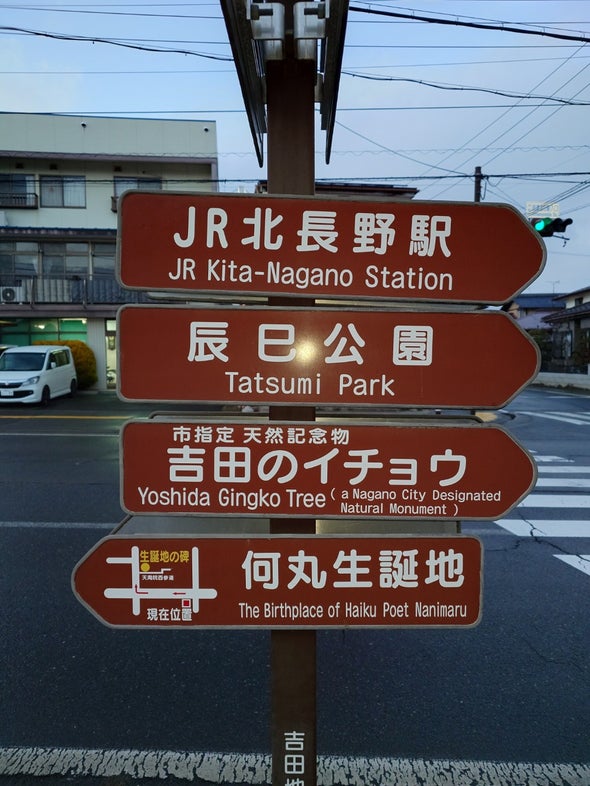 JR北長野駅
JR Kita-Nagano Station
辰巳公園
Tatsumi Park
市指定 天然記念物
吉田のイチョウ
Yoshida Gingko Tree ( a Nagano City Designated
Natural Monument )
生誕地の碑
現在位置
何丸生誕地
The Birthplace of Haiku Poet Nanimaru
吉田地